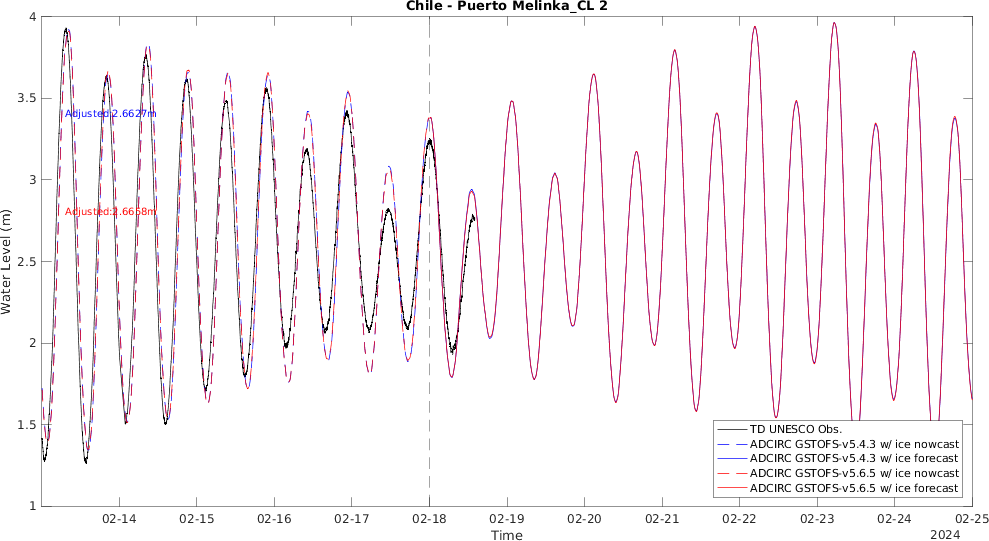 Chile - Puerto Melinka_CL 2
Water Level (m)
4
3.5
3
2.5
2
1.5
1
Adjusted:2.6627m
Adjusted:2.6658m
TD UNESCO Obs.
ADCIRC GSTOFS-v5.4.3 w/ ice nowcast
ADCIRC GSTOFS-v5.4.3 w/ ice forecast
ADCIRC GSTOFS-v5.6.5 w/ ice nowcast
ADCIRC GSTOFS-v5.6.5 w/ ice forecast
02-14 02-15 02-16 02-17 02-18 02-19 02-20 02-21 02-22 02-23 02-24 02-25
Time
2024